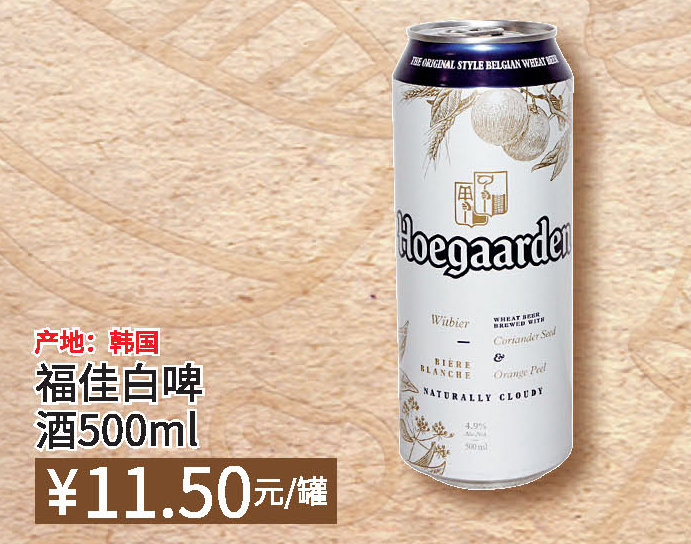 THE ORIGINAL STYLE BELGIAN WHEAT BEER
Hoegaarden
Witbier
WHEAT BEER
BREWED WITH
Coriander Seed
&
BIÈRE
BLANCHE
Orange Peel
NATURALLY CLOUDY
4.9%
500ml
产地：韩国
福佳白啤
酒500ml
¥11.50元/罐